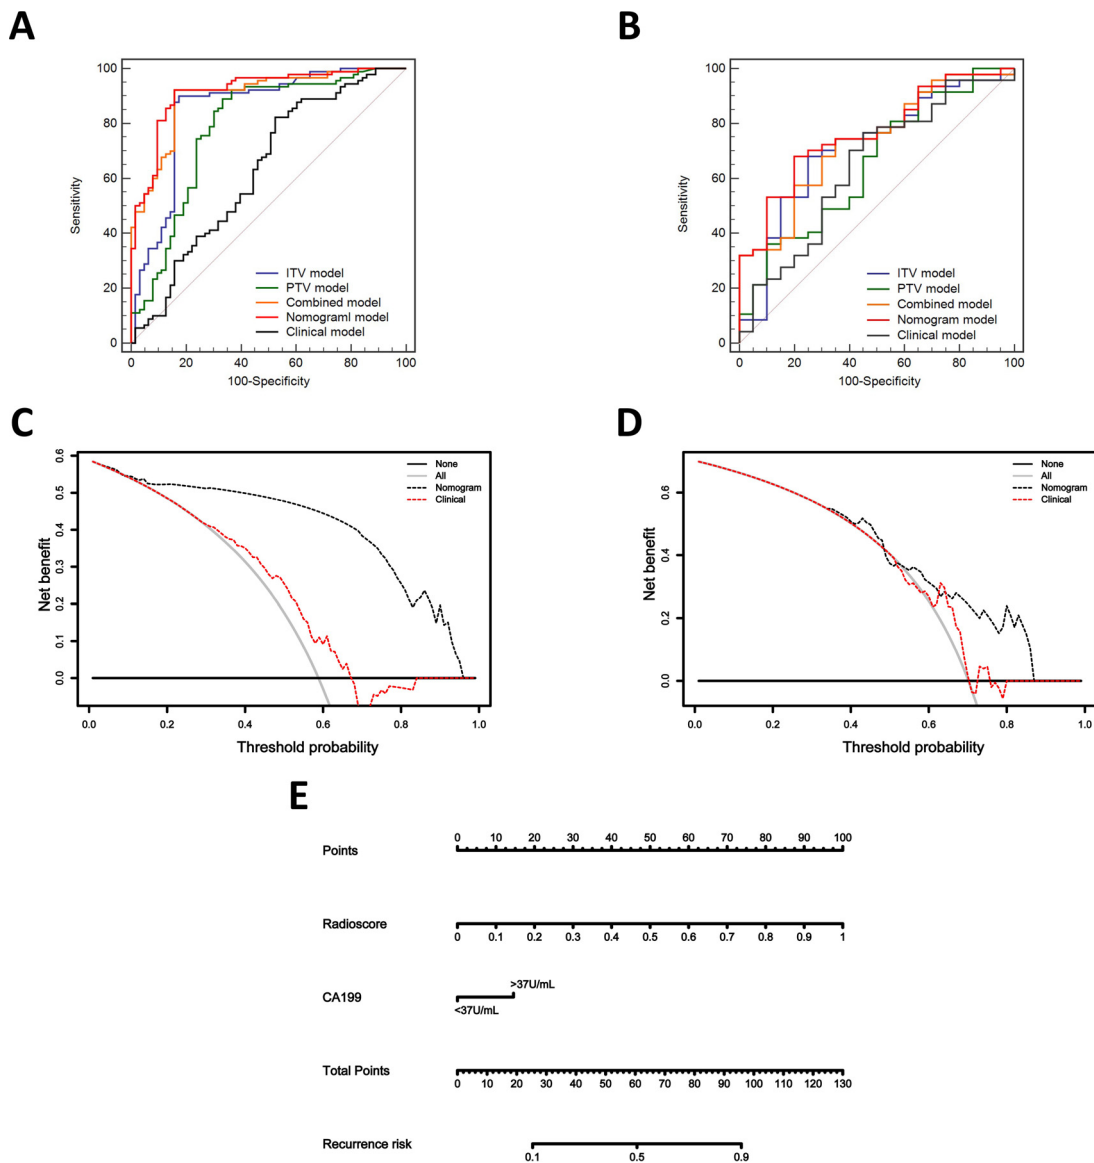 A
B
100
80
60
40
20
0
Sensitivity
ITV model
PTV model
Combined model
Nomograml model
Clinical model
0 20 40 60 80 100
100-Specificity
100
80
60
40
20
0
Sensitivity
ITV model
PTV model
Combined model
Nomogram model
Clinical model
0 20 40 60 80 100
100-Specificity
C
D
0.6
0.5
0.4
0.3
0.2
0.1
0.0
Net benefit
None
All
Nomogram
Clinical
0.0 0.2 0.4 0.6 0.8 1.0
Threshold probability
0.6
0.4
0.2
0.0
Net benefit
None
All
Nomogram
Clinical
0.0 0.2 0.4 0.6 0.8 1.0
Threshold probability
E
0 10 20 30 40 50 60 70 80 90 100
Points
Radioscore
0 0.1 0.2 0.3 0.4 0.5 0.6 0.7 0.8 0.9 1
>37U/mL
CA199
<37U/mL
Total Points
0 10 20 30 40 50 60 70 80 90 100 110 120 130
Recurrence risk
0.1 0.5 0.9